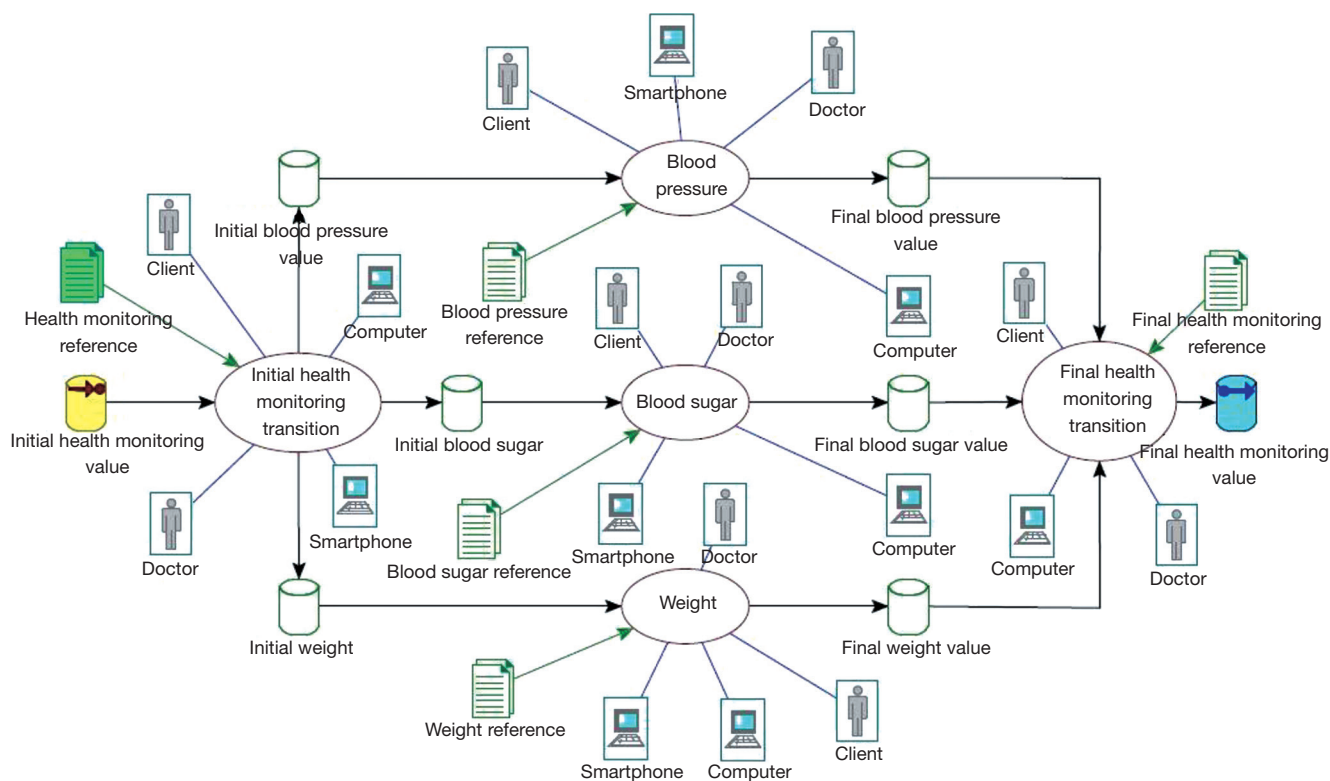 Smartphone
Client
Doctor
Blood
pressure
Initial blood pressure
value
Final blood pressure
value
Client
Computer
Health monitoring
reference
Blood pressure reference
Client
Doctor
Computer
Client
Final health monitoring
reference
Initial health
monitoring
transition
Blood sugar
Final health
monitoring
transition
Initial health monitoring
value
Initial blood sugar
Final blood sugar value
Final health monitoring
value
Doctor
Smartphone
Blood sugar reference
Smartphone
Doctor
Computer
Computer
Doctor
Initial weight
Weight
Final weight value
Weight reference
Smartphone
Computer
Client